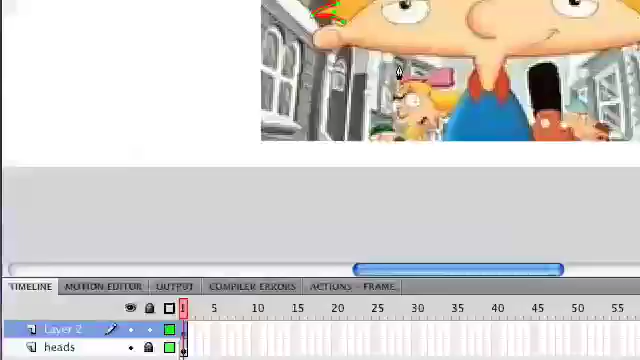 TIMELINE MOTION EDITOR OUTPUT COMPILER ERRORS ACTIONS - FRAME
1 5 10 15 20 25 30 35 40 45 50 55
Layer 2
heads